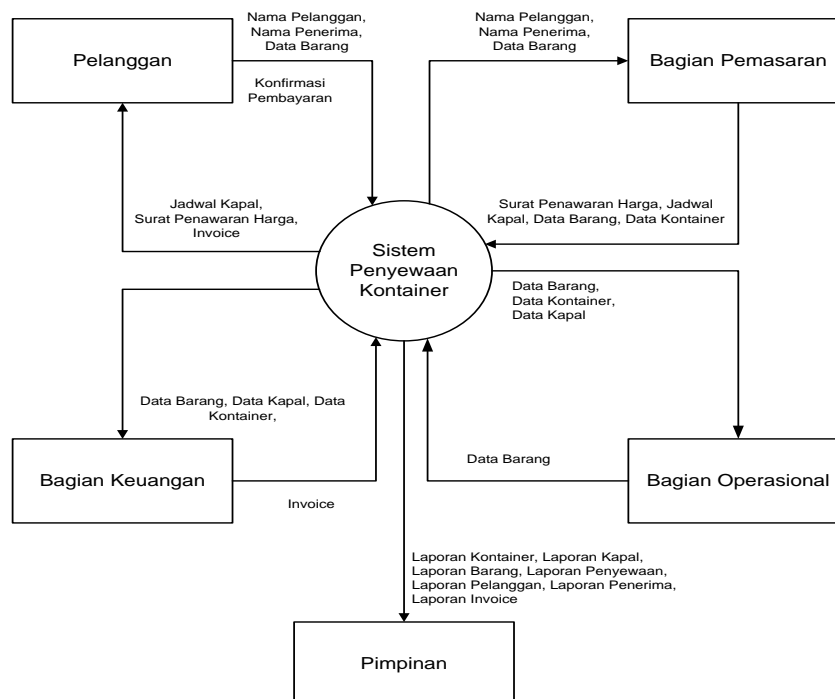 Nama Pelanggan,
Nama Penerima,
Data Barang
Nama Pelanggan,
Nama Penerima,
Data Barang
Pelanggan
Bagian Pemasaran
Konfirmasi
Pembayaran
Jadwal Kapal,
Surat Penawaran Harga,
Invoice
Surat Penawaran Harga, Jadwal
Kapal, Data Barang, Data Kontainer
Sistem
Penyewaan
Kontainer
Data Barang,
Data Kontainer,
Data Kapal
Data Barang, Data Kapal, Data
Kontainer,
Data Barang
Bagian Keuangan
Bagian Operasional
Invoice
Laporan Kontainer, Laporan Kapal,
Laporan Barang, Laporan Penyewaan,
Laporan Pelanggan, Laporan Penerima,
Laporan Invoice
Pimpinan